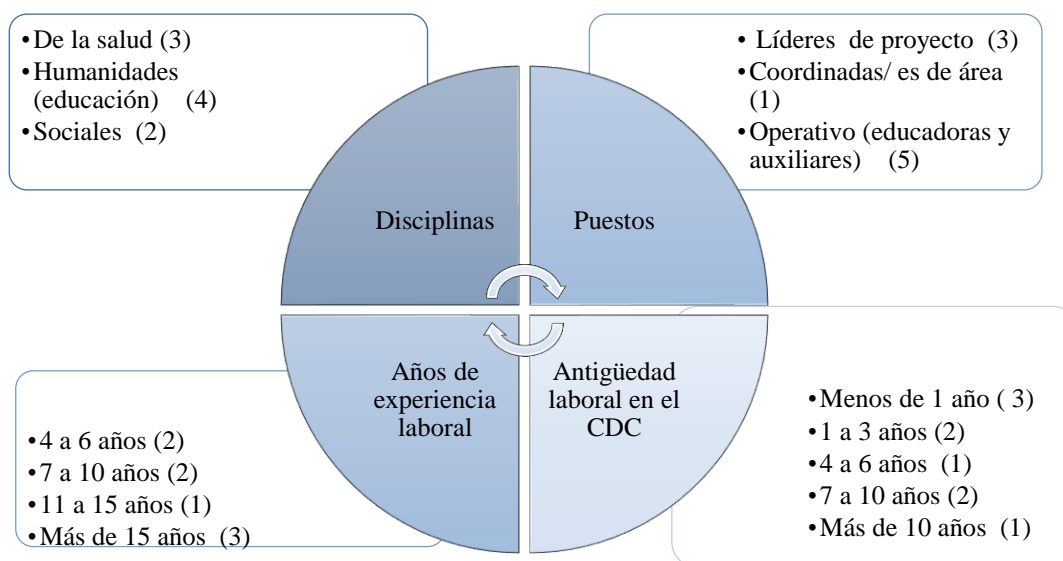 •De la salud (3)
•Humanidades
(educación) (4)
•Sociales (2)
• Líderes de proyecto (3)
•Coordinadas/ es de área
(1)
•Operativo (educadoras y
auxiliares) (5)
Disciplinas
Puestos
Años de
experiencia
laboral
Antigüedad
laboral en el
CDC
•4 a 6 años (2)
•7 a 10 años (2)
•11 a 15 años (1)
•Más de 15 años (3)
•Menos de 1 año ( 3)
•1 a 3 años (2)
•4 a 6 años (1)
•7 a 10 años (2)
•Más de 10 años (1)